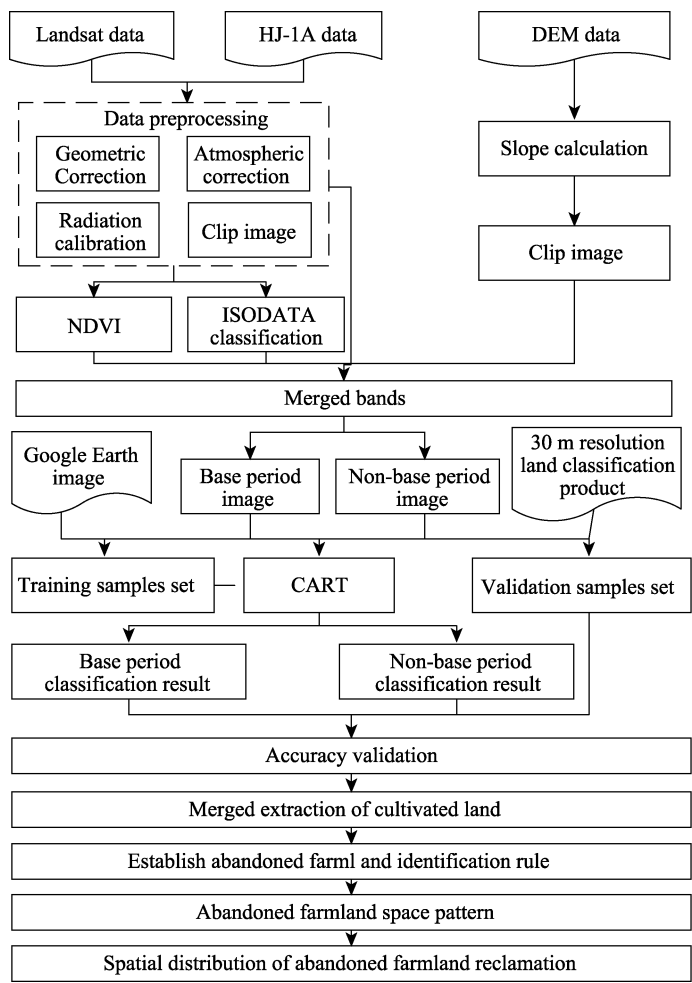 Landsat data
HJ-1A data
DEM data
Data preprocessing
Geometric
Correction
Atmospheric
correction
Radiation
calibration
Clip image
Slope calculation
Clip image
NDVI
ISODATA
classification
Merged bands
Google Earth
image
Base period
image
Non-base period
image
30 m resolution
land classification
product
Training samples set
CART
Validation samples set
Base period
classification result
Non-base period
classification result
Accuracy validation
Merged extraction of cultivated land
Establish abandoned farml and identification rule
Abandoned farmland space pattern
Spatial distribution of abandoned farmland reclamation